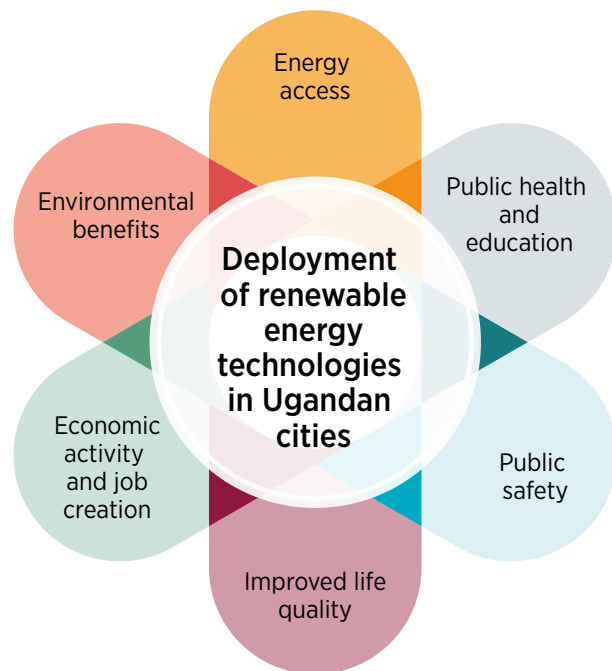 Energy
access
Public health
and
education
Public
safety
Improved life
quality
Economic
activity
and job
creation
Environmental
benefits
Deployment
of renewable
energy
technologies
in Ugandan
cities